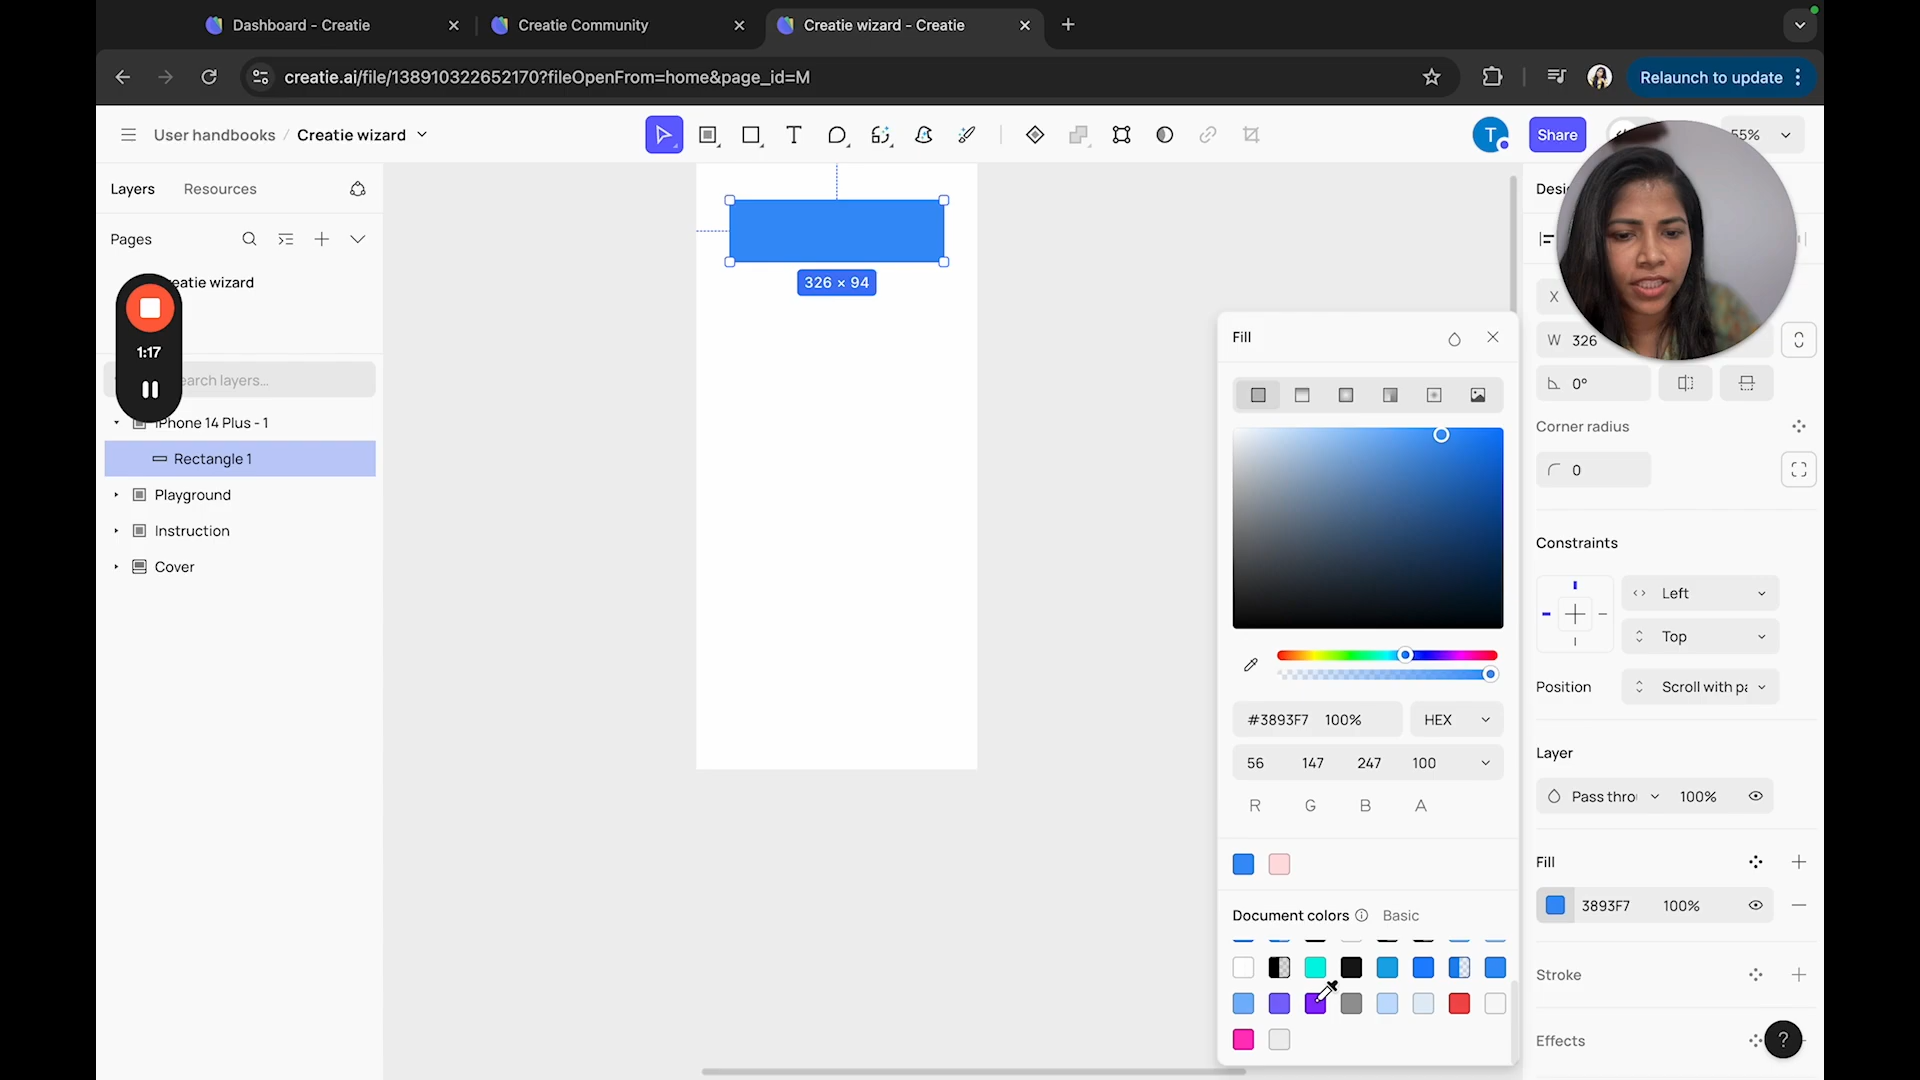 Dashboard - Creatie
Creatie Community
Creatie wizard - Creatie
creatie.ai/file/138910322652170?fileOpenFrom=home&page_id=M
Relaunch to update
User handbooks / Creatie wizard
T
Share
55%
Layers
Resources
Pages
eatie wizard
1:17
earch layers...
iPhone 14 Plus - 1
Rectangle 1
Playground
Instruction
Cover
326 × 94
Fill
#3893F7 100%
HEX
56 147 247 100
R G B A
Document colors
Basic
Desi
X
W 326
0°
Corner radius
0
Constraints
Left
Top
Position
Scroll with pa
Layer
Pass thro
100%
Fill
3893F7 100%
Stroke
Effects
?